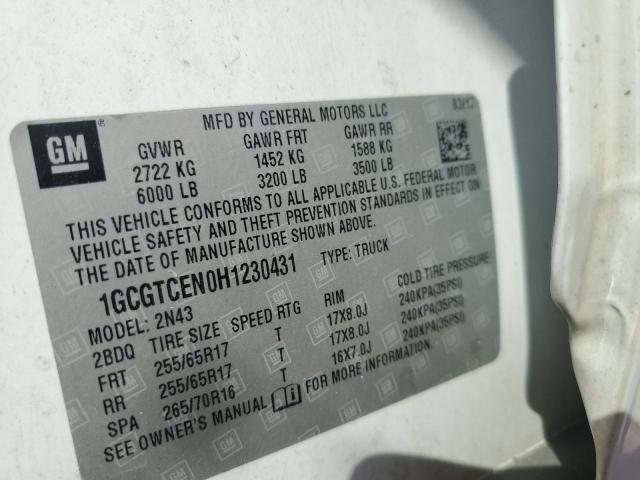 GM
MFD BY GENERAL MOTORS LLC 03/17
GVWR GAWR FRT GAWR RR
2722 KG 1452 KG 1588 KG
6000 LB 3200 LB 3500 LB
THIS VEHICLE CONFORMS TO ALL APPLICABLE U.S. FEDERAL MOTOR
VEHICLE SAFETY AND THEFT PREVENTION STANDARDS IN EFFECT ON
THE DATE OF MANUFACTURE SHOWN ABOVE.
1GCGTCEN0H1230431 TYPE: TRUCK
MODEL: 2N43
2BDQ TIRE SIZE SPEED RTG RIM COLD TIRE PRESSURE
FRT 255/65R17 T 17X8.0J 240KPA(35PSI)
RR 255/65R17 T 17X8.0J 240KPA(35PSI)
SPA 265/70R16 T 16X7.0J 240KPA(35PSI)
SEE OWNER'S MANUAL FOR MORE INFORMATION.